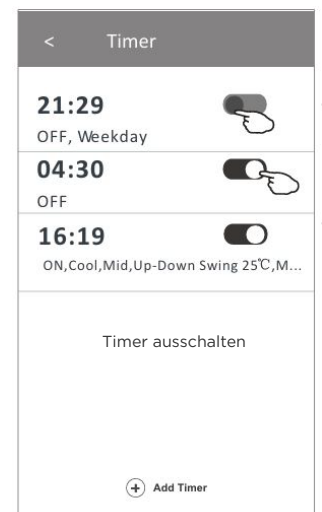 < Timer
21:29
OFF, Weekday
04:30
OFF
16:19
ON,Cool,Mid,Up-Down Swing 25℃,M...
Timer ausschalten
+ Add Timer